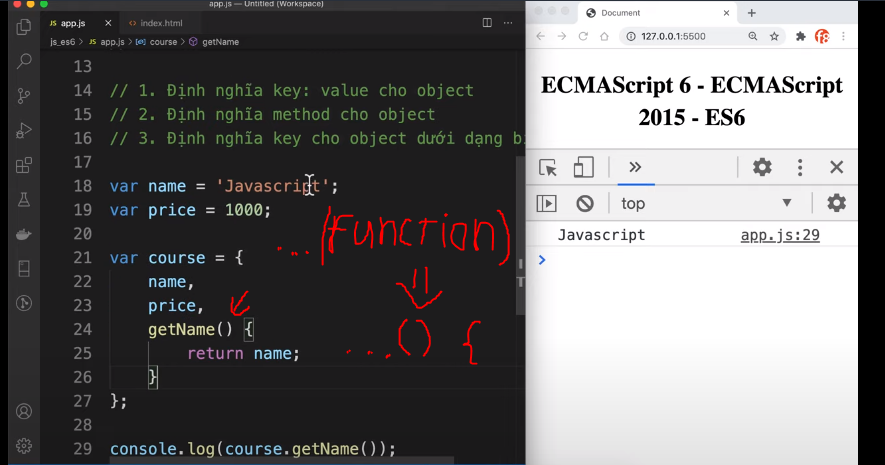 app.js — Untitled (Workspace)
app.js
index.html
js_es6 > app.js > course > getName
13
14 // 1. Định nghĩa key: value cho object
15 // 2. Định nghĩa method cho object
16 // 3. Định nghĩa key cho object dưới dạng
17
18 var name = 'Javascript';
19 var price = 1000;
20
21 var course = {
22 name,
23 price,
24 getName() {
25 return name;
26 }
27 };
28
29 console.log(course.getName());
...(Function)
...() {
Document
127.0.0.1:5500
ECMAScript 6 - ECMAScript
2015 - ES6
top
Javascript app.js:29